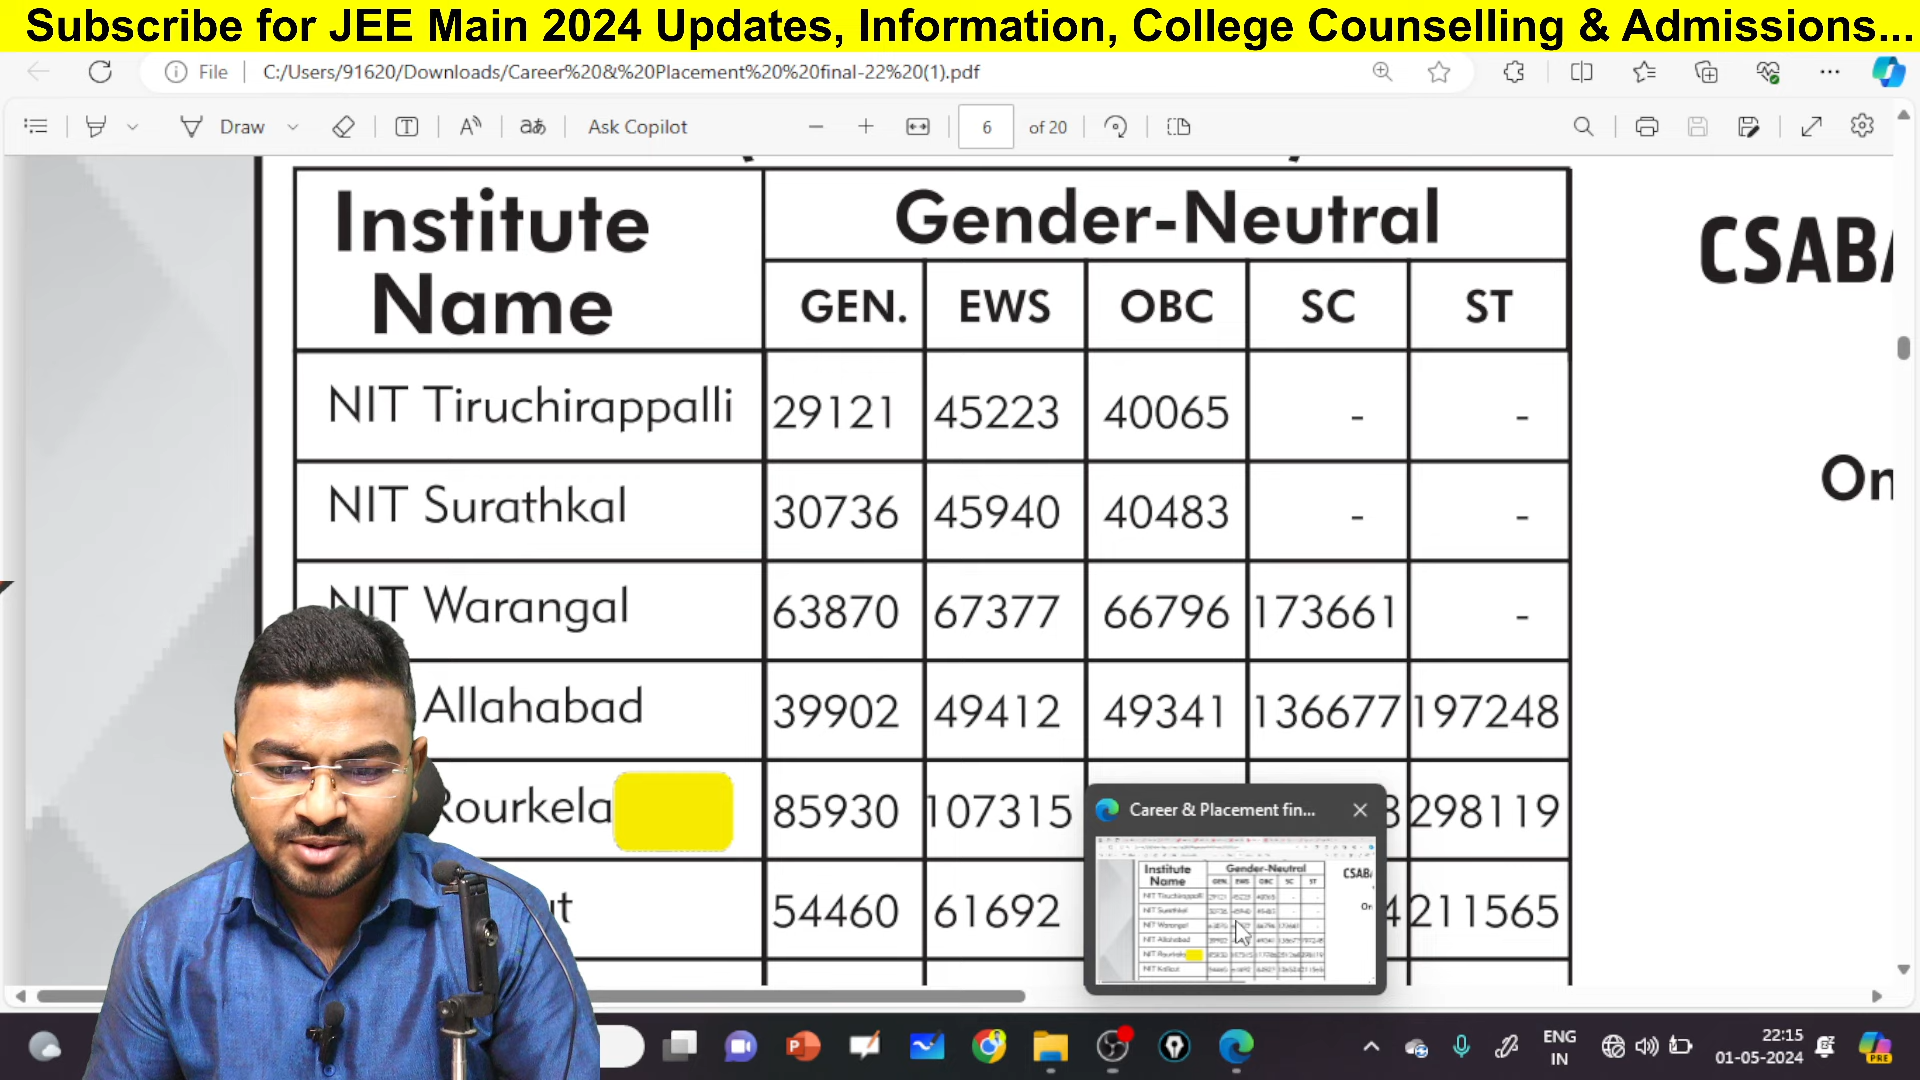 Subscribe for JEE Main 2024 Updates, Information, College Counselling & Admissions...
File C:/Users/91620/Downloads/Career%20&%20Placement%20%20final-22%20(1).pdf
Draw Ask Copilot 6 of 20
Institute Name Gender-Neutral
GEN. EWS OBC SC ST
CSAB
On
NIT Tiruchirappalli 29121 45223 40065 - -
NIT Surathkal 30736 45940 40483 - -
NIT Warangal 63870 67377 66796 173661 -
Allahabad 39902 49412 49341 136677 197248
Rourkela 85930 107315 298119
54460 61692 211565
Career & Placement fin...
ENG
IN
22:15
01-05-2024
PRE